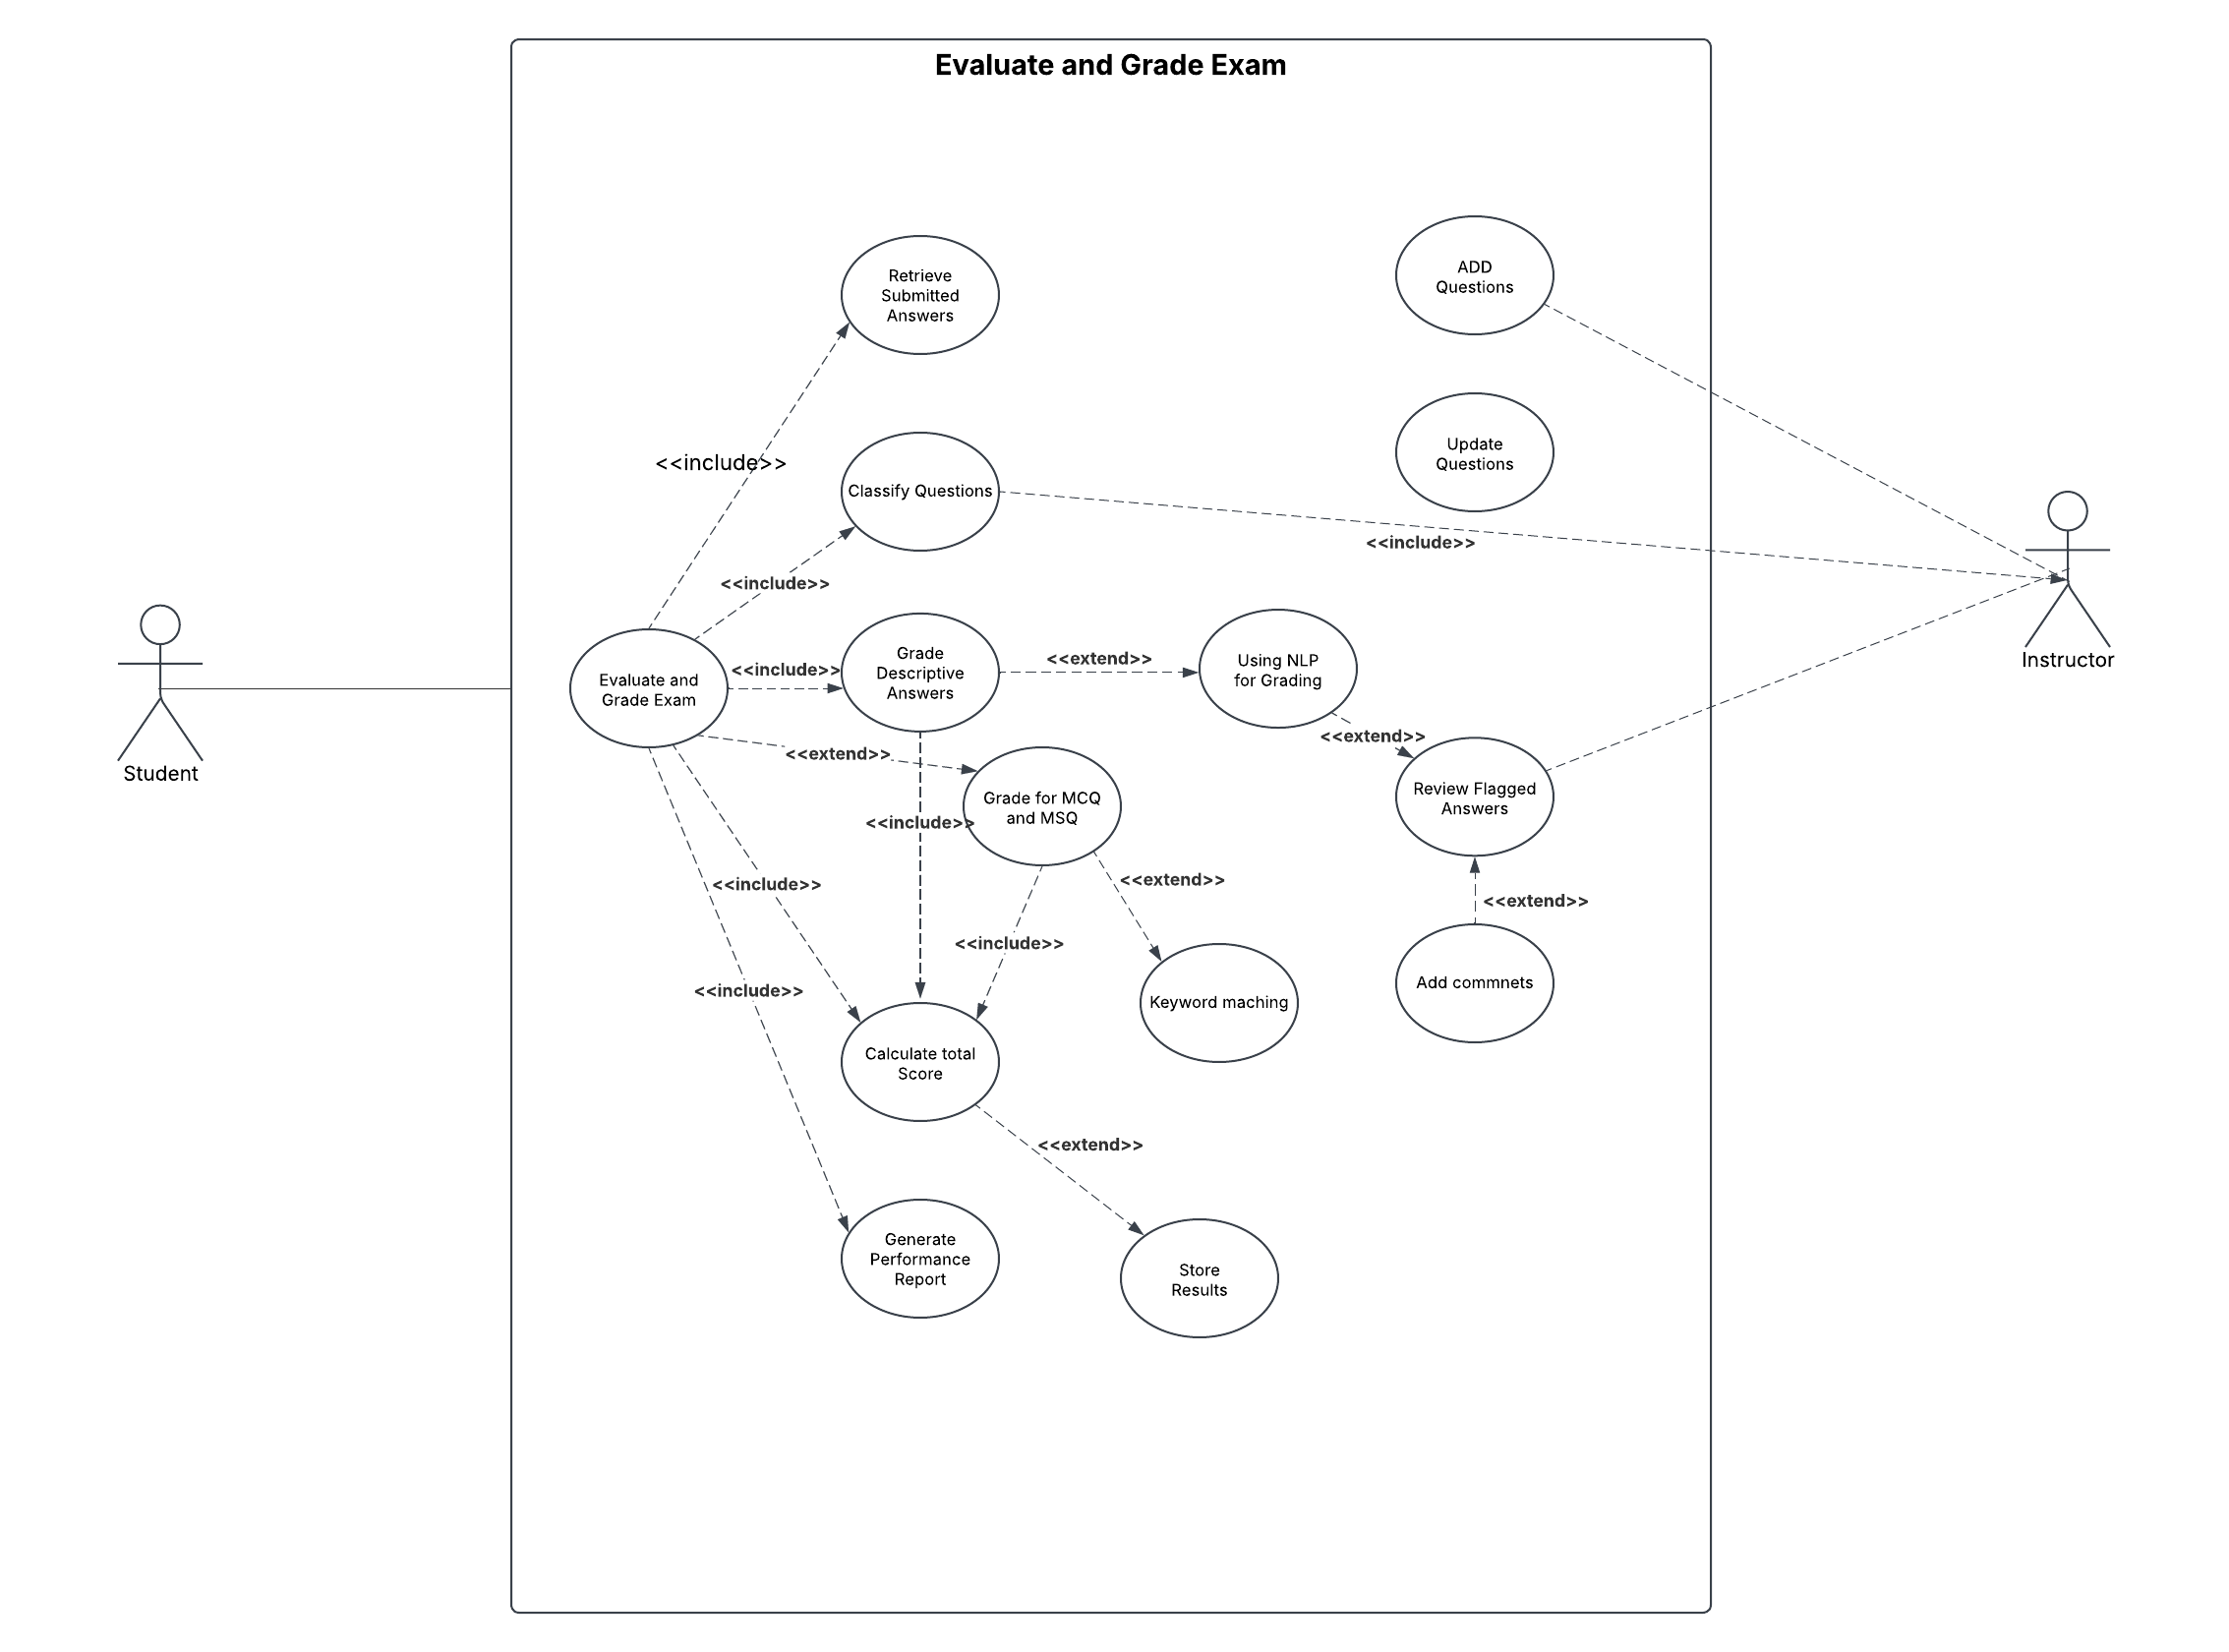 Evaluate and Grade Exam
Retrieve
Submitted
Answers
ADD
Questions
<<include>>
Classify Questions
Update
Questions
<<include>>
<<include>>
Student
Evaluate and
Grade Exam
<<include>>
Grade
Descriptive
Answers
<<extend>>
Using NLP
for Grading
Instructor
<<extend>>
<<extend>>
Grade for MCQ
and MSQ
Review Flagged
Answers
<<include>>
<<include>>
<<extend>>
<<extend>>
<<include>>
<<include>>
Keyword maching
Add commnets
Calculate total
Score
<<extend>>
Generate
Performance
Report
Store
Results